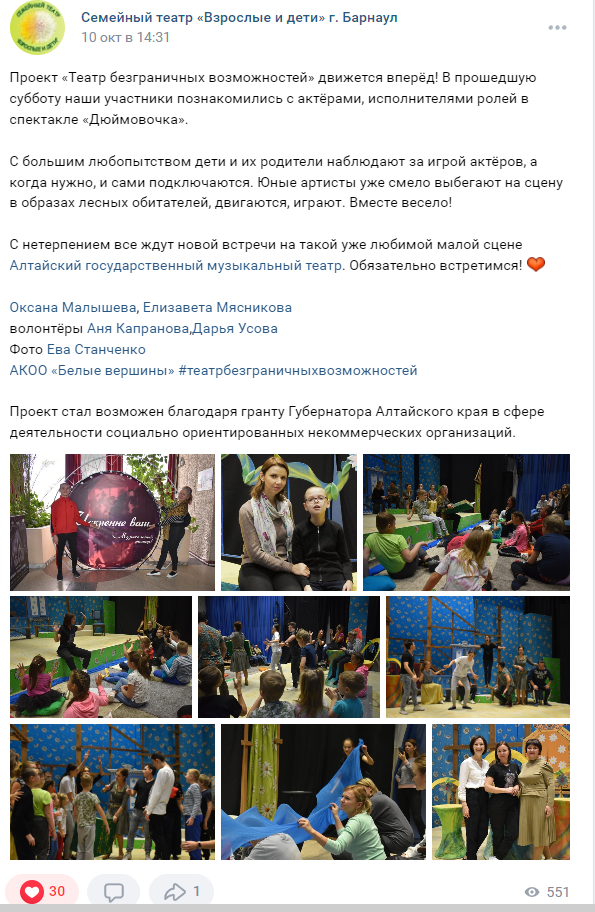 СЕМЕЙНЫЙ ТЕАТР
ВЗРОСЛЫЕ И ДЕТИ
Семейный театр «Взрослые и дети» г. Барнаул
10 окт в 14:31
Проект «Театр безграничных возможностей» движется вперёд! В прошедшую
субботу наши участники познакомились с актёрами, исполнителями ролей в
спектакле «Дюймовочка».
С большим любопытством дети и их родители наблюдают за игрой актёров, а
когда нужно, и сами подключаются. Юные артисты уже смело выбегают на сцену
в образах лесных обитателей, двигаются, играют. Вместе весело!
С нетерпением все ждут новой встречи на такой уже любимой малой сцене
Алтайский государственный музыкальный театр. Обязательно встретимся! ❤
Оксана Малышева, Елизавета Мясникова
волонтёры Аня Капранова,Дарья Усова
Фото Ева Станченко
АКОО «Белые вершины» #театрбезграничныхвозможностей
Проект стал возможен благодаря гранту Губернатора Алтайского края в сфере
деятельности социально ориентированных некоммерческих организаций.
Искренне ваш,
30
1
551